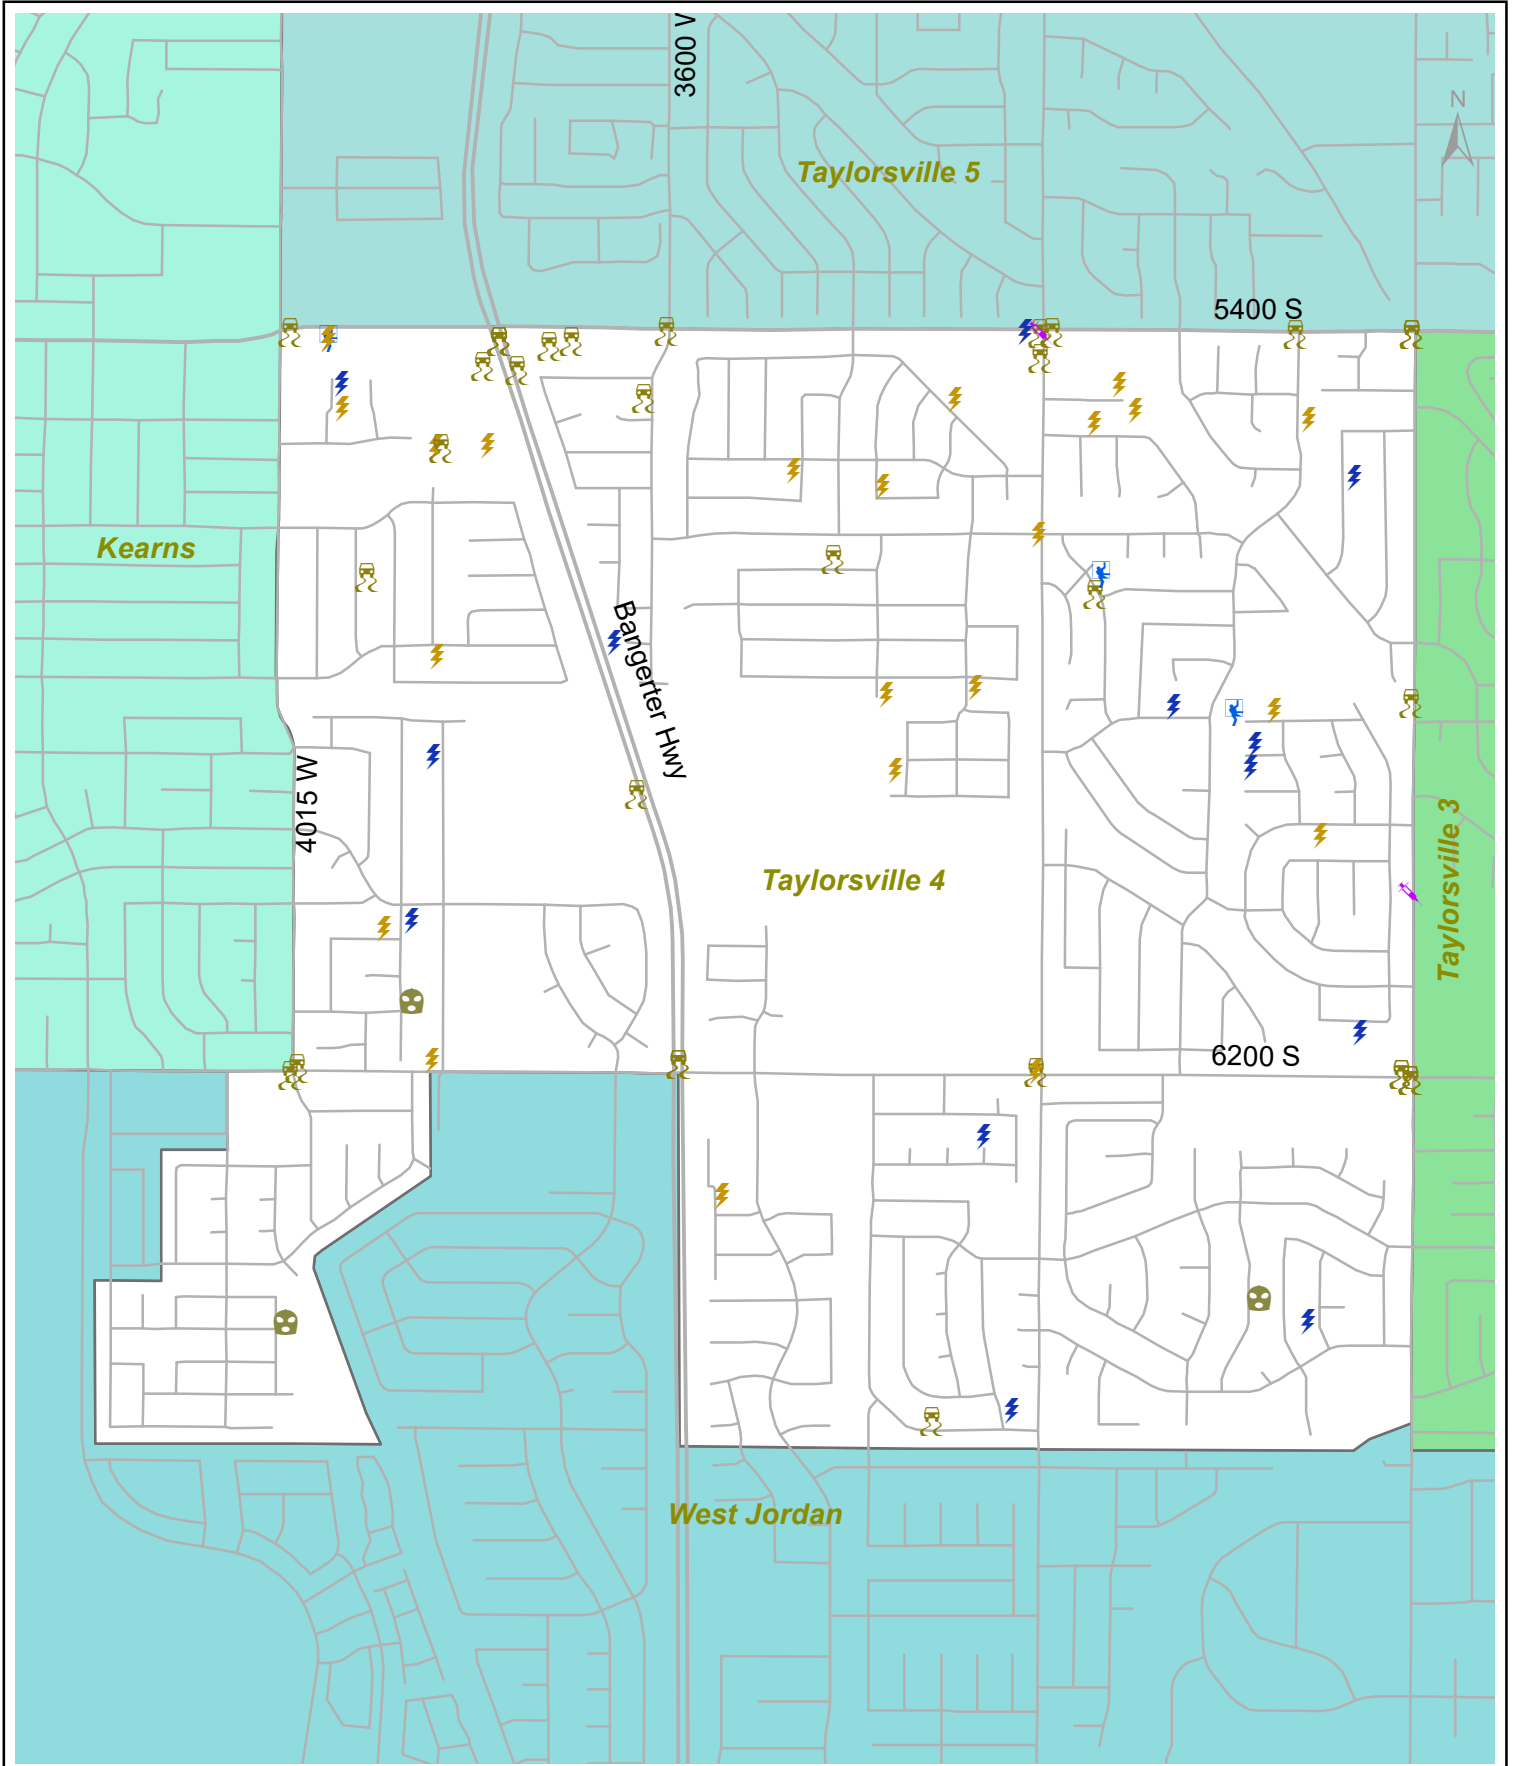 3600 W
N
Taylorsville 5
5400 S
Kearns
Bangerter Hwy
4015 W
Taylorsville 3
Taylorsville 4
6200 S
West Jordan